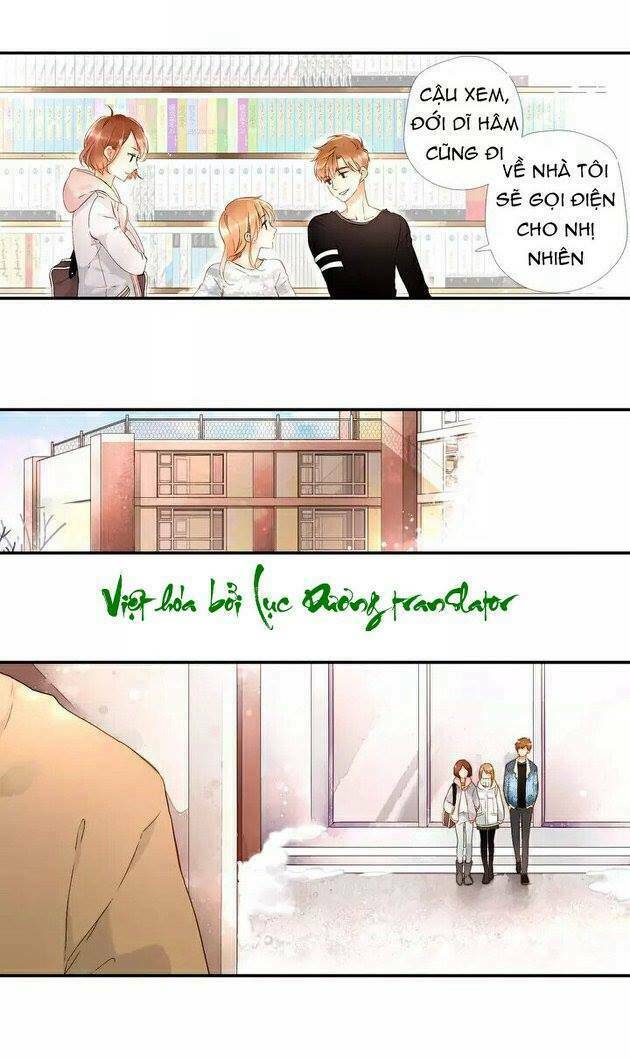 CẬU XEM,
ĐỚI DĨ HÂM
CŨNG ĐI
VỀ NHÀ TÔI
SẼ GỌI ĐIỆN
CHO NHỊ
NHIÊN
Việt hóa bởi Lục Dương translator